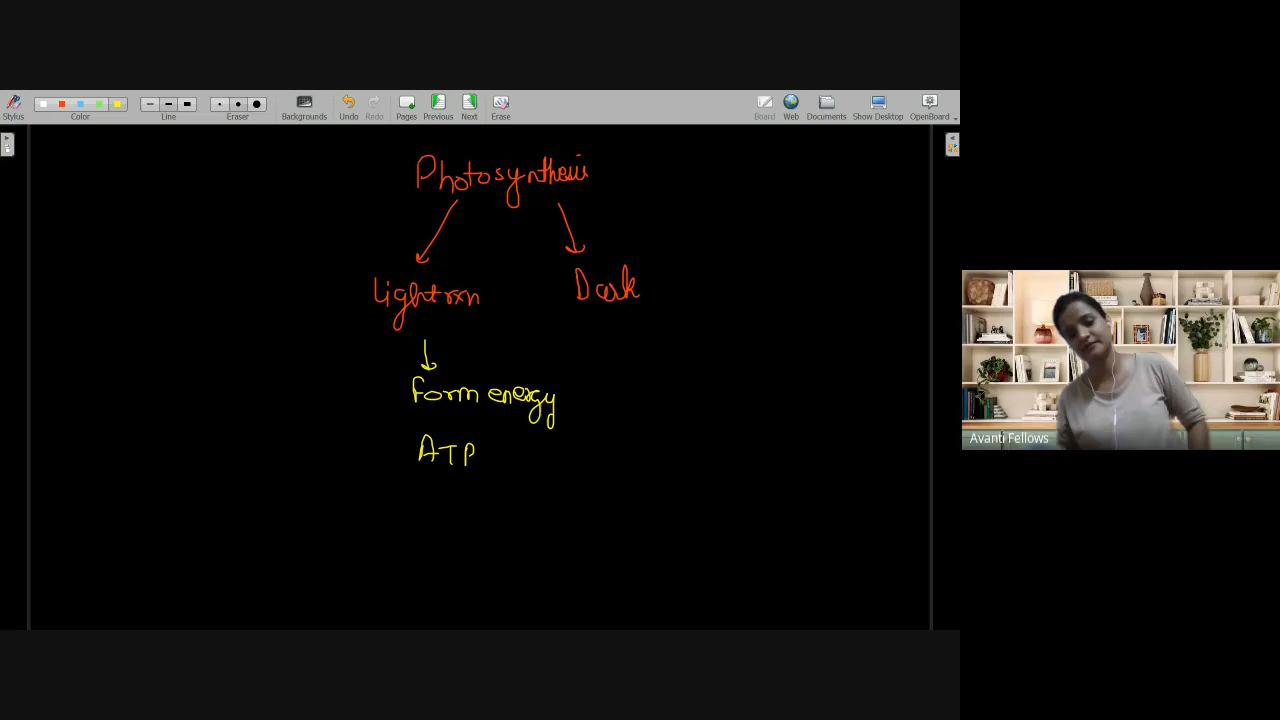 Stylus Color Line Eraser Backgrounds Undo Redo Pages Previous Next Erase Board Web Documents Show Desktop OpenBoard
Photosynthesis
Light rxn Dark
Form energy
ATP
Avanti Fellows